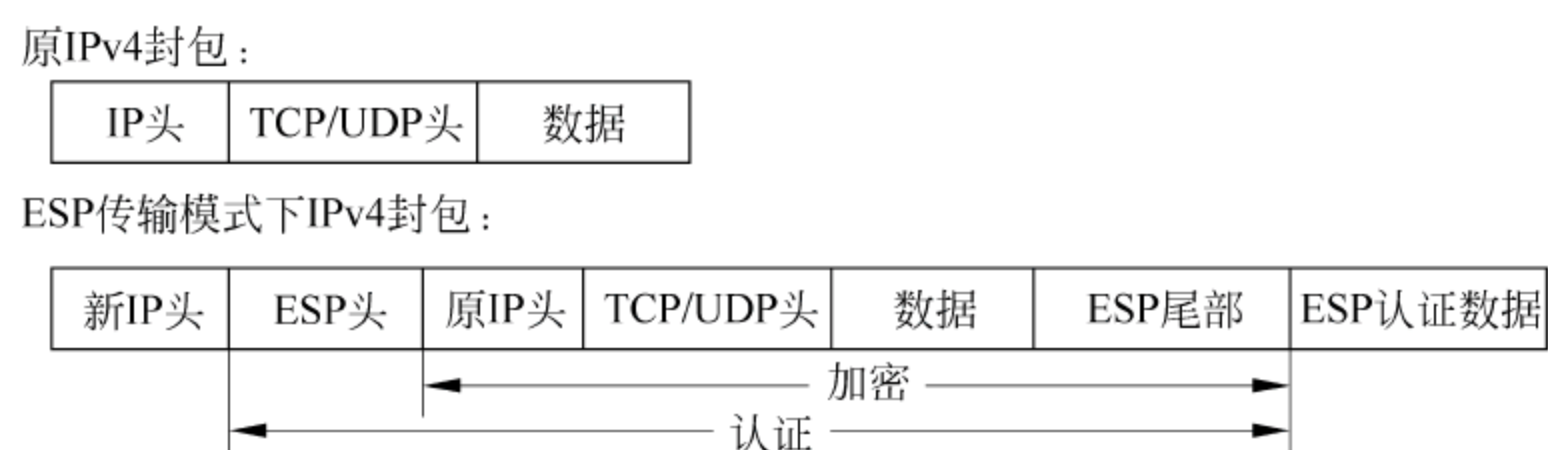 原IPv4封包：
IP头 TCP/UDP头 数据
ESP传输模式下IPv4封包：
新IP头 ESP头 原IP头 TCP/UDP头 数据 ESP尾部 ESP认证数据
加密
认证